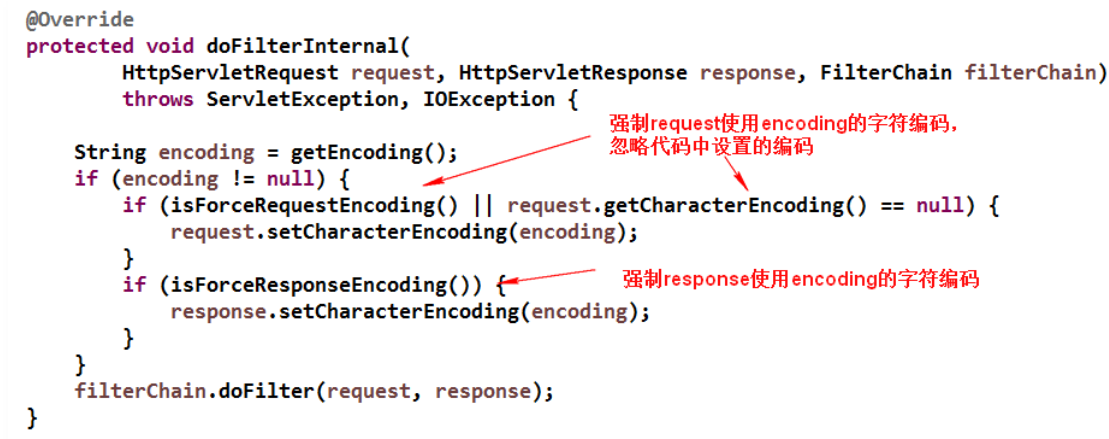 @Override
protected void doFilterInternal(
HttpServletRequest request, HttpServletResponse response, FilterChain filterChain)
throws ServletException, IOException {
强制request使用encoding的字符编码，
忽略代码中设置的编码
String encoding = getEncoding();
if (encoding != null) {
if (isForceRequestEncoding() || request.getCharacterEncoding() == null) {
request.setCharacterEncoding(encoding);
}
if (isForceResponseEncoding()) {
强制response使用encoding的字符编码
response.setCharacterEncoding(encoding);
}
}
filterChain.doFilter(request, response);
}